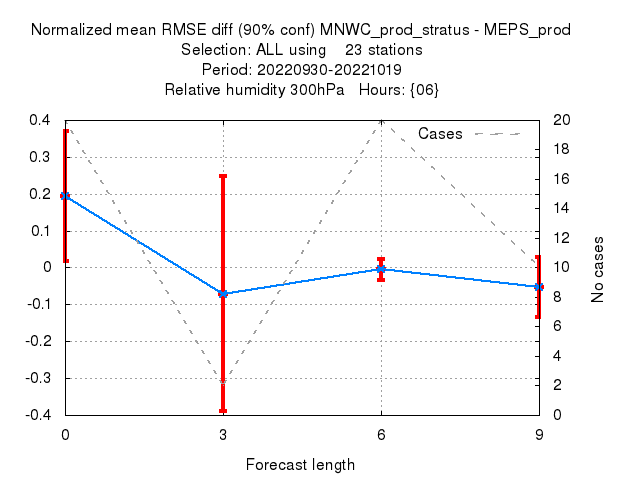 Normalized mean RMSE diff (90% conf) MNWC_prod_stratus - MEPS_prod
Selection: ALL using 23 stations
Period: 20220930-20221019
Relative humidity 300hPa Hours: {06}
Cases
0.4
0.3
0.2
0.1
0
-0.1
-0.2
-0.3
-0.4
20
18
16
14
12
10
8
6
4
2
0
No cases
0 3 6 9
Forecast length